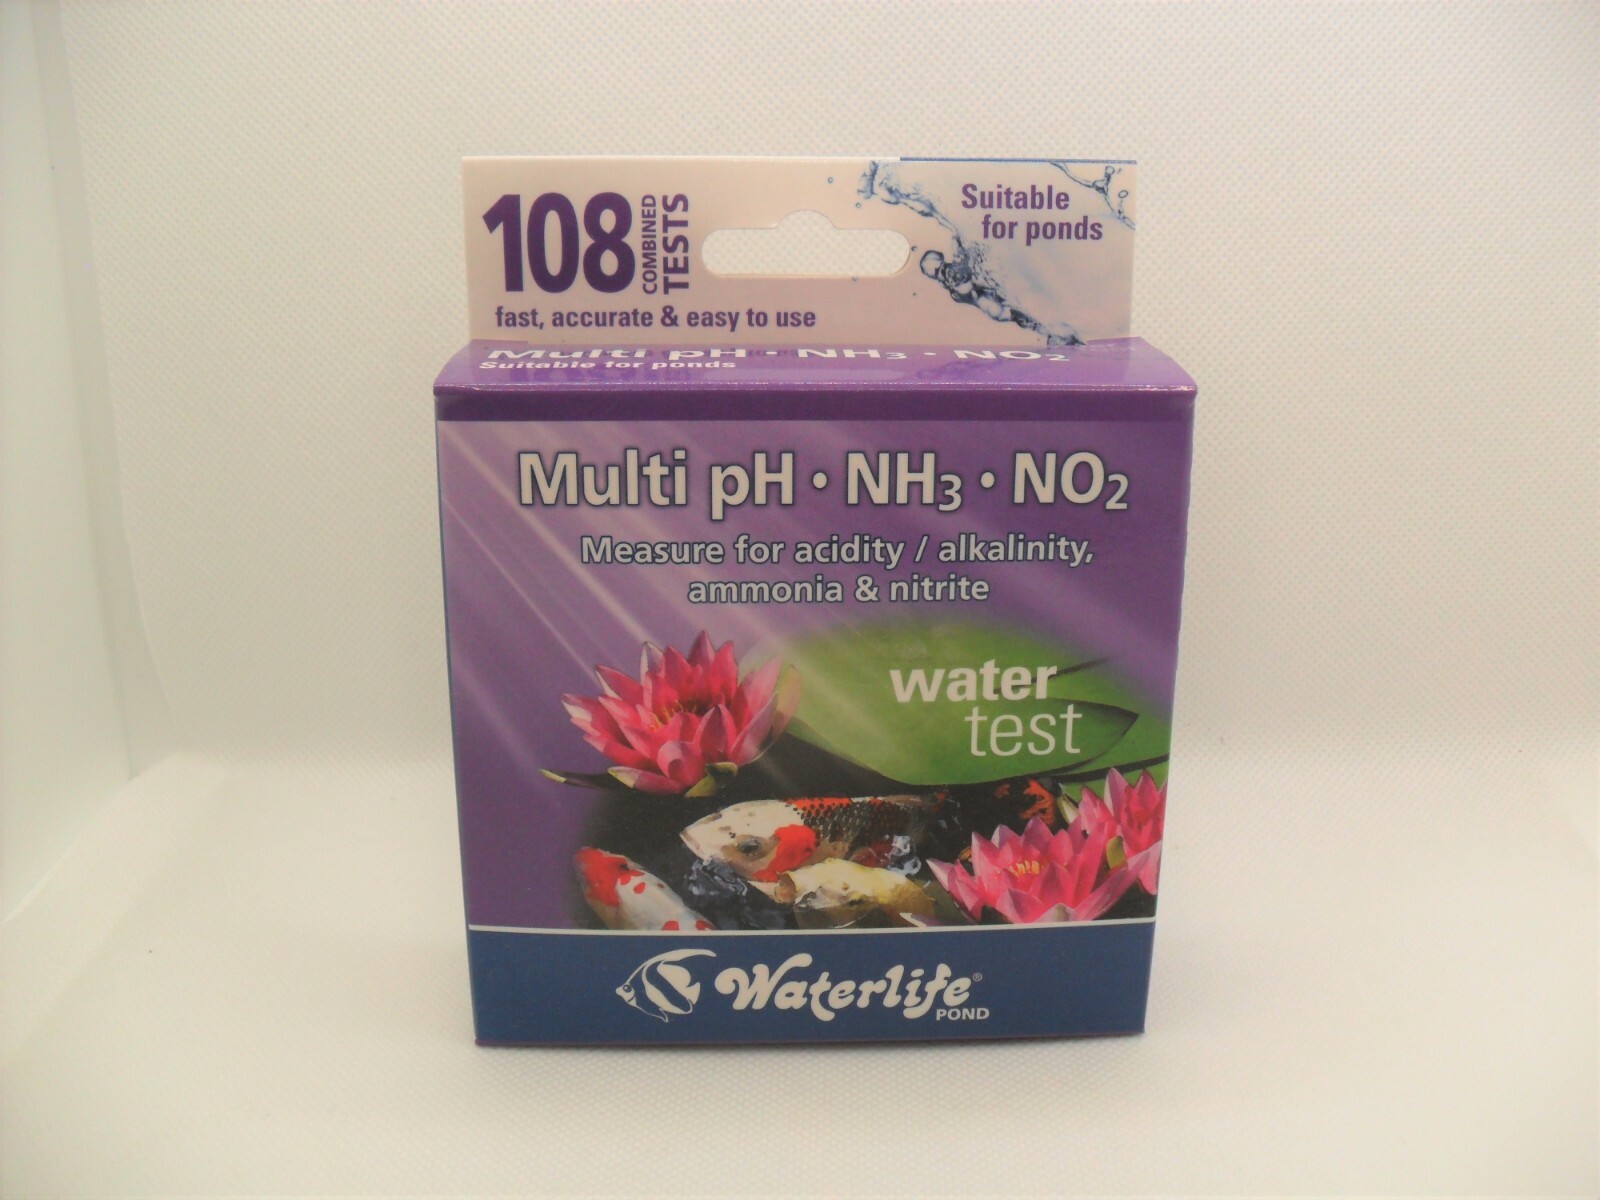 108 COMBINED TESTS
fast, accurate & easy to use
Suitable
for ponds
Multi pH · NH3 · NO2
Suitable for ponds
Multi pH · NH₃ · NO₂
Measure for acidity / alkalinity,
ammonia & nitrite
water
test
Waterlife®
POND